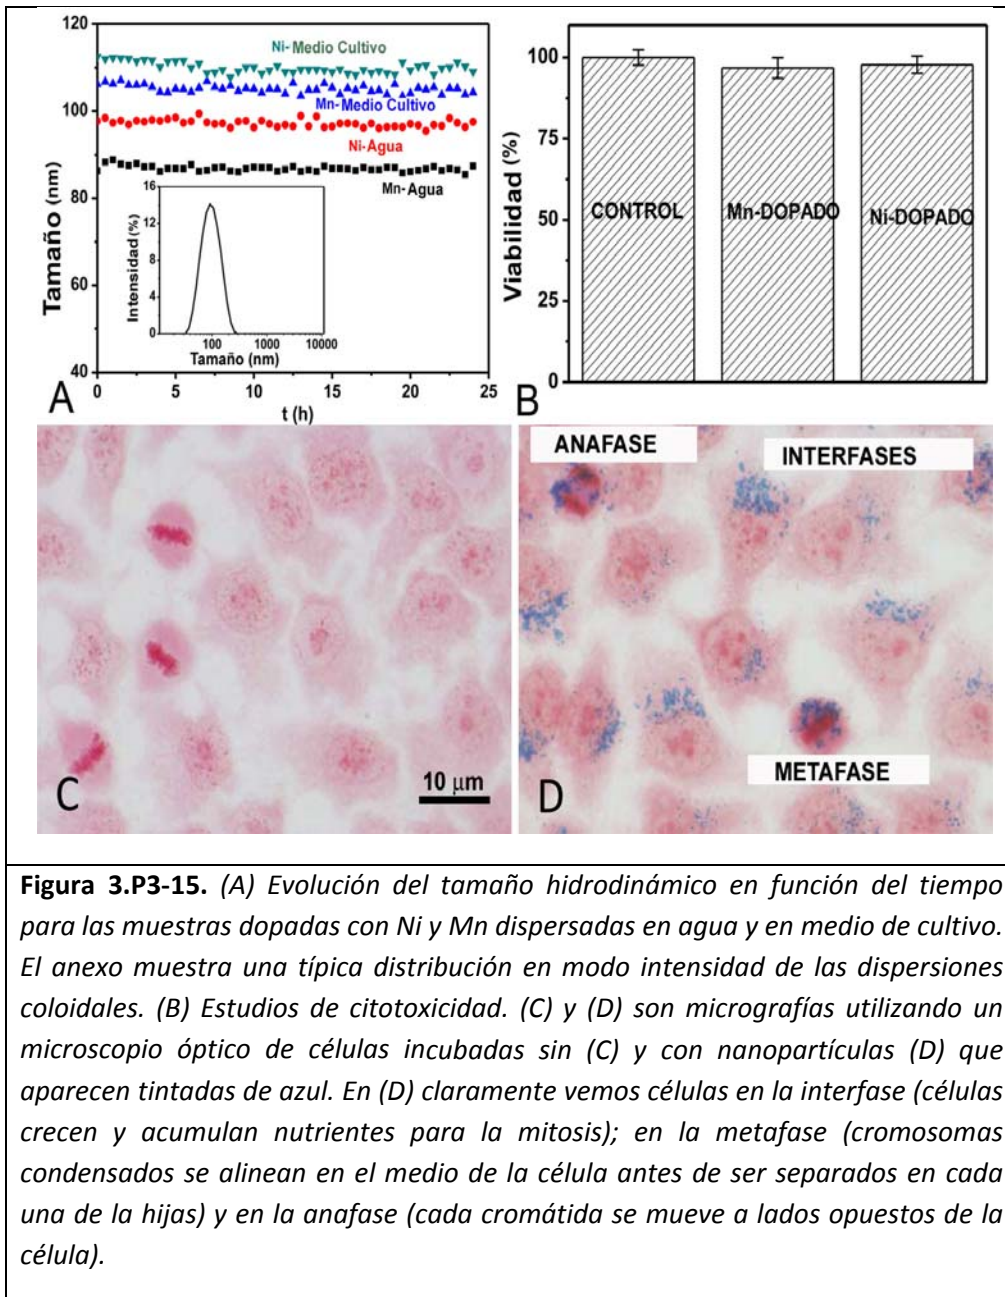 120
100
80
60
40
Tamaño (nm)
Ni-Medio Cultivo
Mn-Medio Cultivo
Ni-Agua
Mn-Agua
16
12
8
4
0
Intensidad (%)
100 1000 10000
Tamaño (nm)
0 5 10 15 20 25
t (h)
A
100
75
50
25
0
Viabilidad (%)
CONTROL
Mn-DOPADO
Ni-DOPADO
B
C
10 μm
ANAFASE
INTERFASES
METAFASE
D
Figura 3.P3-15. (A) Evolución del tamaño hidrodinámico en función del tiempo
para las muestras dopadas con Ni y Mn dispersadas en agua y en medio de cultivo.
El anexo muestra una típica distribución en modo intensidad de las dispersiones
coloidales. (B) Estudios de citotoxicidad. (C) y (D) son micrografías utilizando un
microscopio óptico de células incubadas sin (C) y con nanopartículas (D) que
aparecen tintadas de azul. En (D) claramente vemos células en la interfase (células
crecen y acumulan nutrientes para la mitosis); en la metafase (cromosomas
condensados se alinean en el medio de la célula antes de ser separados en cada
una de la hijas) y en la anafase (cada cromátida se mueve a lados opuestos de la
célula).